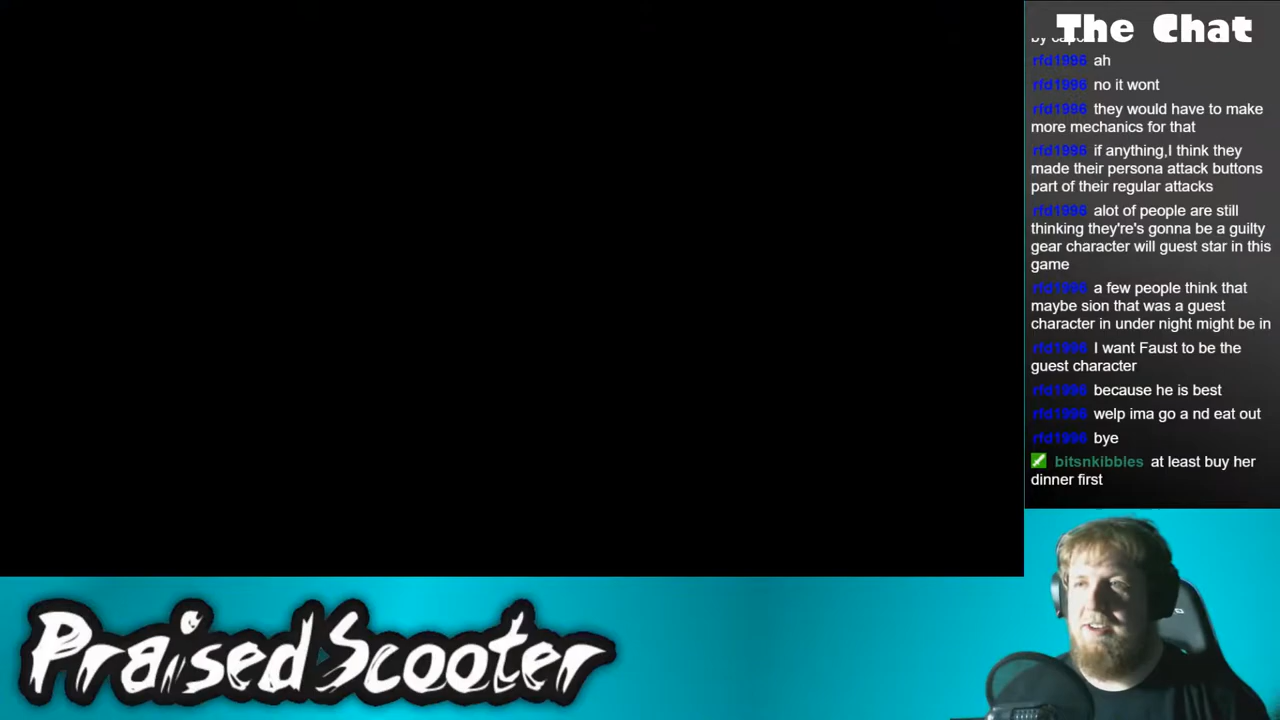 The Chat
rfd1996 ah
rfd1996 no it wont
rfd1996 they would have to make
more mechanics for that
rfd1996 if anything,I think they
made their persona attack buttons
part of their regular attacks
rfd1996 alot of people are still
thinking they're's gonna be a guilty
gear character will guest star in this
game
rfd1996 a few people think that
maybe sion that was a guest
character in under night might be in
rfd1996 I want Faust to be the
guest character
rfd1996 because he is best
rfd1996 welp ima go a nd eat out
rfd1996 bye
bitsnkibbles at least buy her
dinner first
PraisedScooter